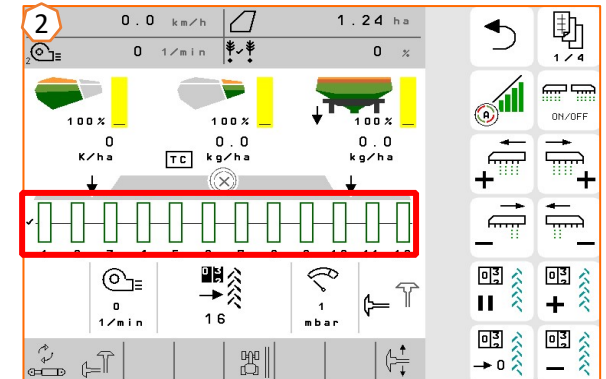 2
0.0 km/h 1.24 ha
2 0 1/min 0 %
100% 100% 100%
0 0.0 0.0
K/ha TC kg/ha kg/ha
0 16 1
1/min mbar
1/4
A ON/OFF
+ +
− −
+
→ 0 −